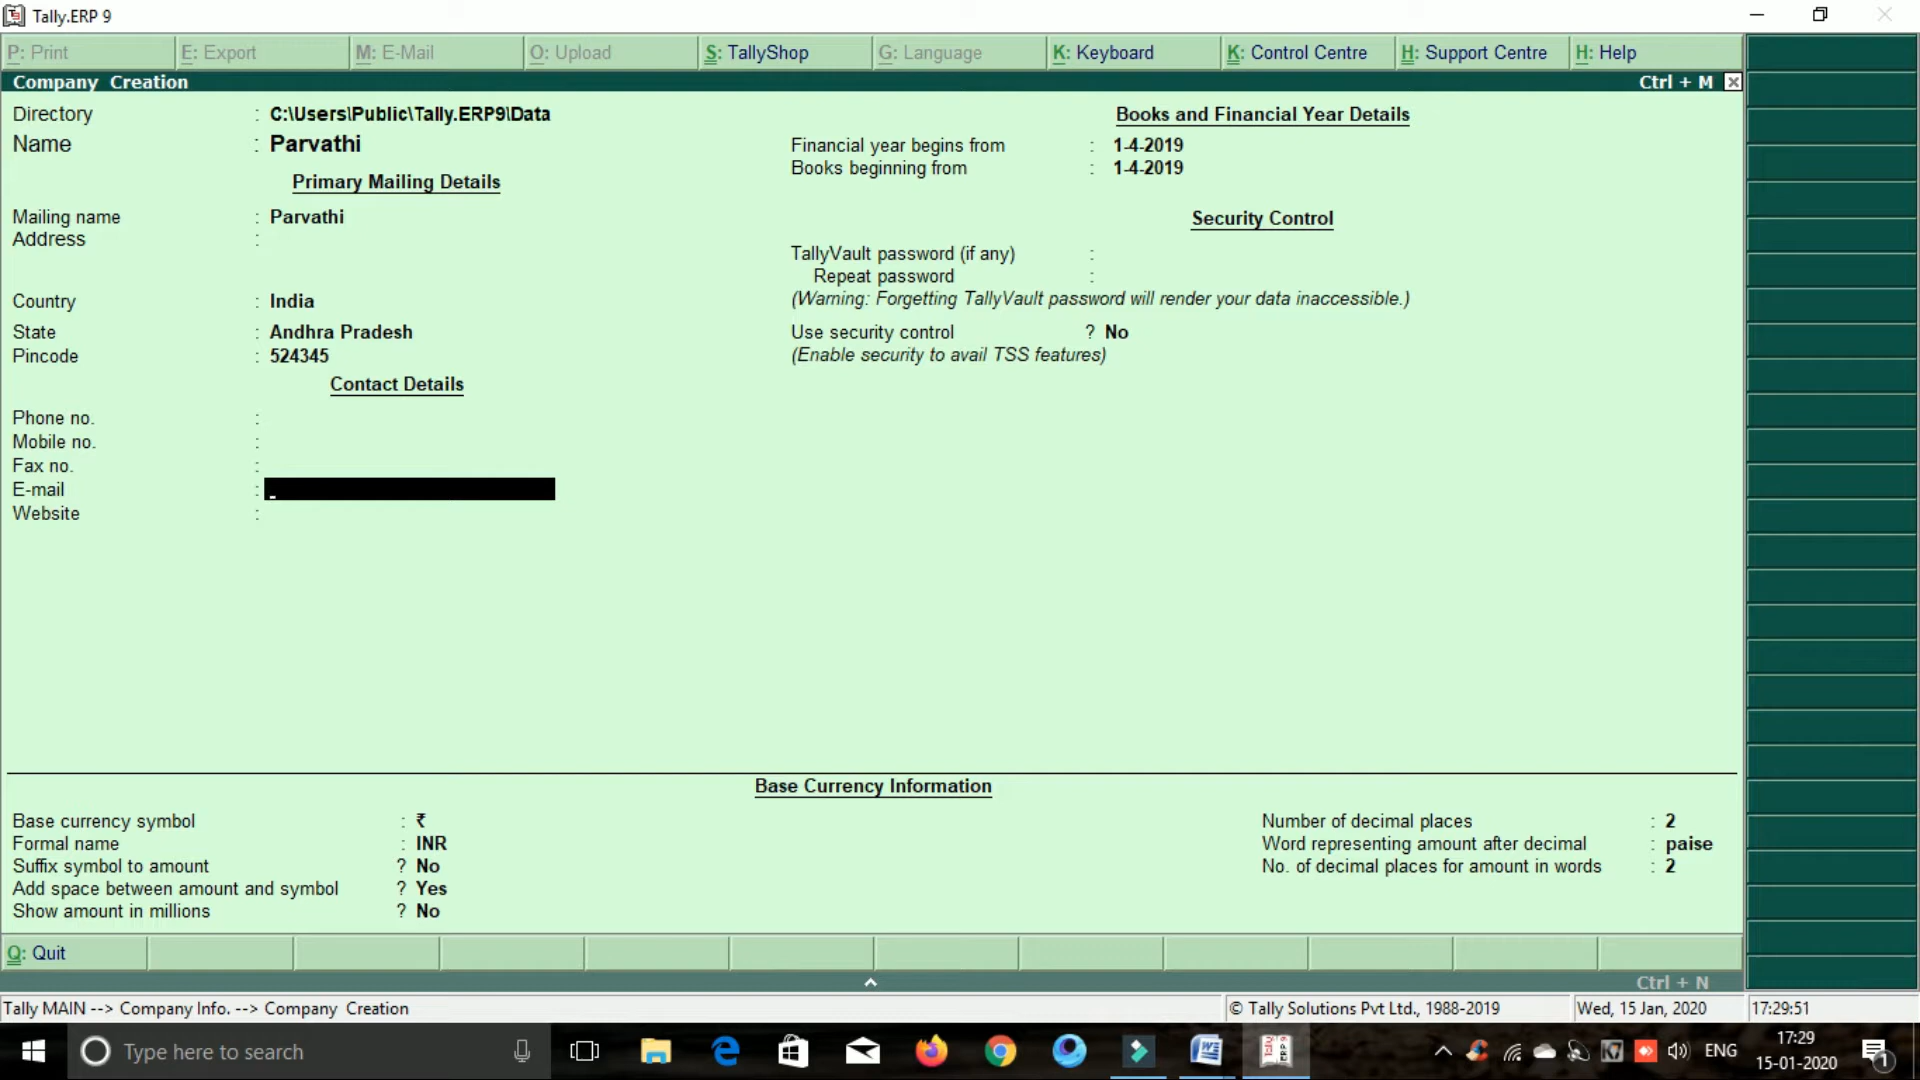 Tally.ERP 9
P: Print E: Export M: E-Mail O: Upload S: TallyShop G: Language K: Keyboard K: Control Centre H: Support Centre H: Help
Company Creation Ctrl + M
Directory : C:\Users\Public\Tally.ERP9\Data
Name : Parvathi
Primary Mailing Details
Mailing name : Parvathi
Address :
Country : India
State : Andhra Pradesh
Pincode : 524345
Contact Details
Phone no. :
Mobile no. :
Fax no. :
E-mail :
Website :
Books and Financial Year Details
Financial year begins from : 1-4-2019
Books beginning from : 1-4-2019
Security Control
TallyVault password (if any) :
Repeat password :
(Warning: Forgetting TallyVault password will render your data inaccessible.)
Use security control ? No
(Enable security to avail TSS features)
Base Currency Information
Base currency symbol : ₹
Formal name : INR
Suffix symbol to amount ? No
Add space between amount and symbol ? Yes
Show amount in millions ? No
Number of decimal places : 2
Word representing amount after decimal : paise
No. of decimal places for amount in words : 2
Q: Quit
Ctrl + N
Tally MAIN --> Company Info. --> Company Creation © Tally Solutions Pvt Ltd., 1988-2019 Wed, 15 Jan, 2020 17:29:51
Type here to search ENG 17:29
15-01-2020 1